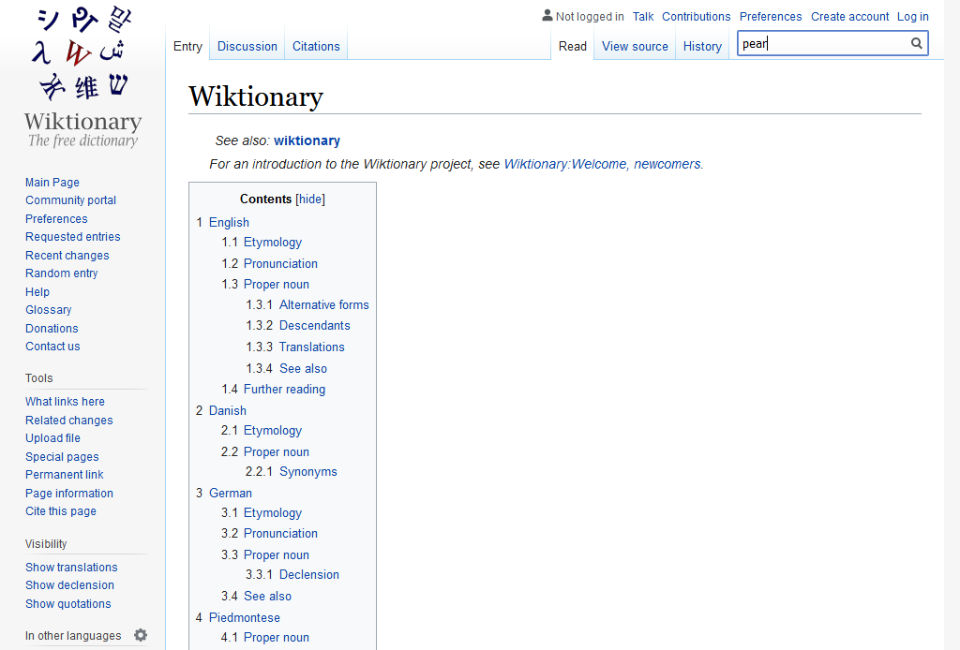 Wiktionary
The free dictionary
Not logged in Talk Contributions Preferences Create account Log in
Entry Discussion Citations Read View source History pear
Wiktionary
See also: wiktionary
For an introduction to the Wiktionary project, see Wiktionary:Welcome, newcomers.
Contents [hide]
1 English
1.1 Etymology
1.2 Pronunciation
1.3 Proper noun
1.3.1 Alternative forms
1.3.2 Descendants
1.3.3 Translations
1.3.4 See also
1.4 Further reading
2 Danish
2.1 Etymology
2.2 Proper noun
2.2.1 Synonyms
3 German
3.1 Etymology
3.2 Pronunciation
3.3 Proper noun
3.3.1 Declension
3.4 See also
4 Piedmontese
4.1 Proper noun
Main Page
Community portal
Preferences
Requested entries
Recent changes
Random entry
Help
Glossary
Donations
Contact us
Tools
What links here
Related changes
Upload file
Special pages
Permanent link
Page information
Cite this page
Visibility
Show translations
Show declension
Show quotations
In other languages